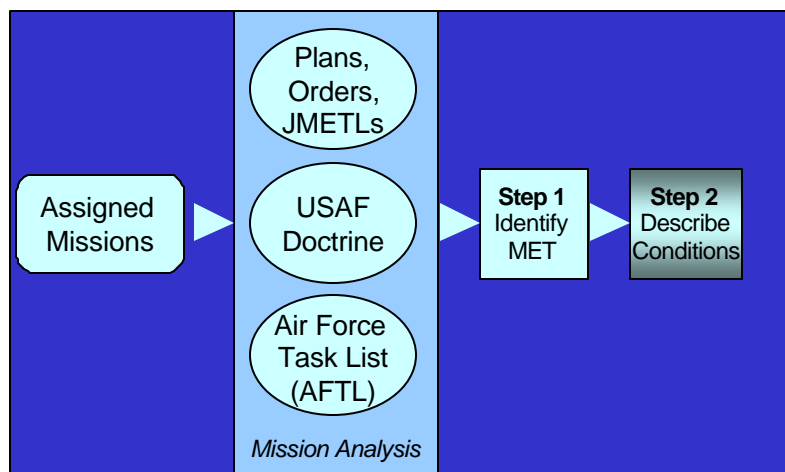 Assigned
Missions
Plans,
Orders,
JMETLs
USAF
Doctrine
Air Force
Task List
(AFTL)
Mission Analysis
Step 1
Identify
MET
Step 2
Describe
Conditions